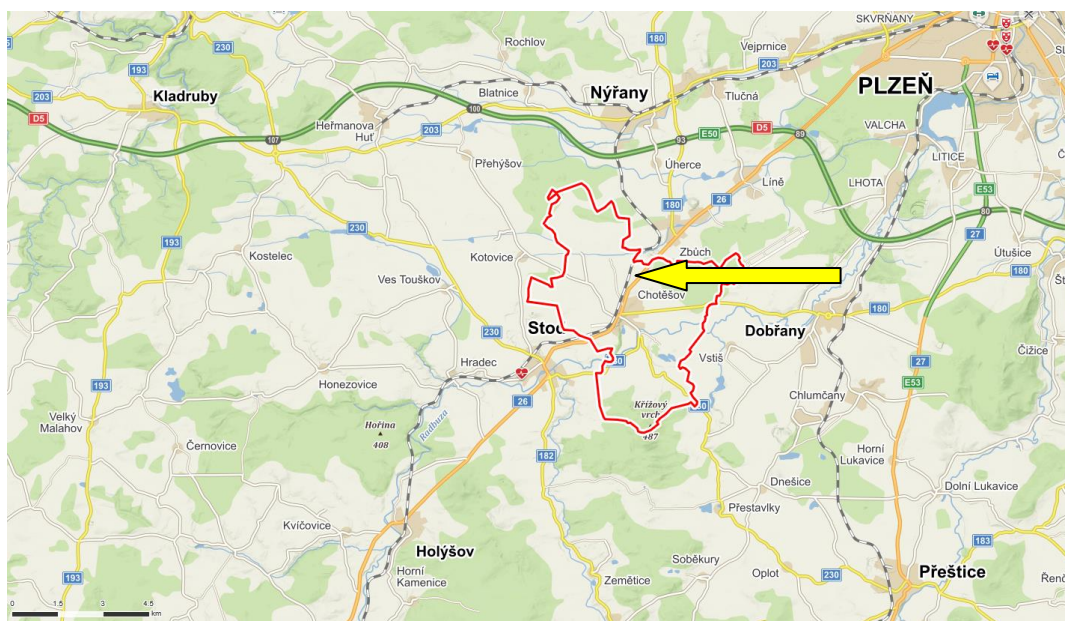 SKVRŇANY
Rochlov
180
230
Vejprnice
203
193
PLZEŇ
Kladruby
Blatnice
Nýřany
Tlučná
203
100
D5
Heřmanova
Huť
203
107
E50
D5
89
VALCHA
93
LITICE
Přehýšov
Úherce
Líně
LHOTA
E53
180
26
80
193
230
27
Kostelec
Kotovice
Zbůch
Útušice
180
Ves Touškov
Chotěšov
180
230
Dobřany
Hradec
Vstiš
Čižice
27
193
Honezovice
26
E53
Chlumčany
Velký
Malahov
Hořina
408
Radbuza
Křížový
487
Černovice
182
Horní
Lukavice
Dnešice
Dolní Lukavice
Přestavlky
Kvíčovice
183
Holýšov
Soběkury
193
Horní
Kamenice
Zemětice
Oplot
230
Přeštice
0 1.5 3 4.5
km